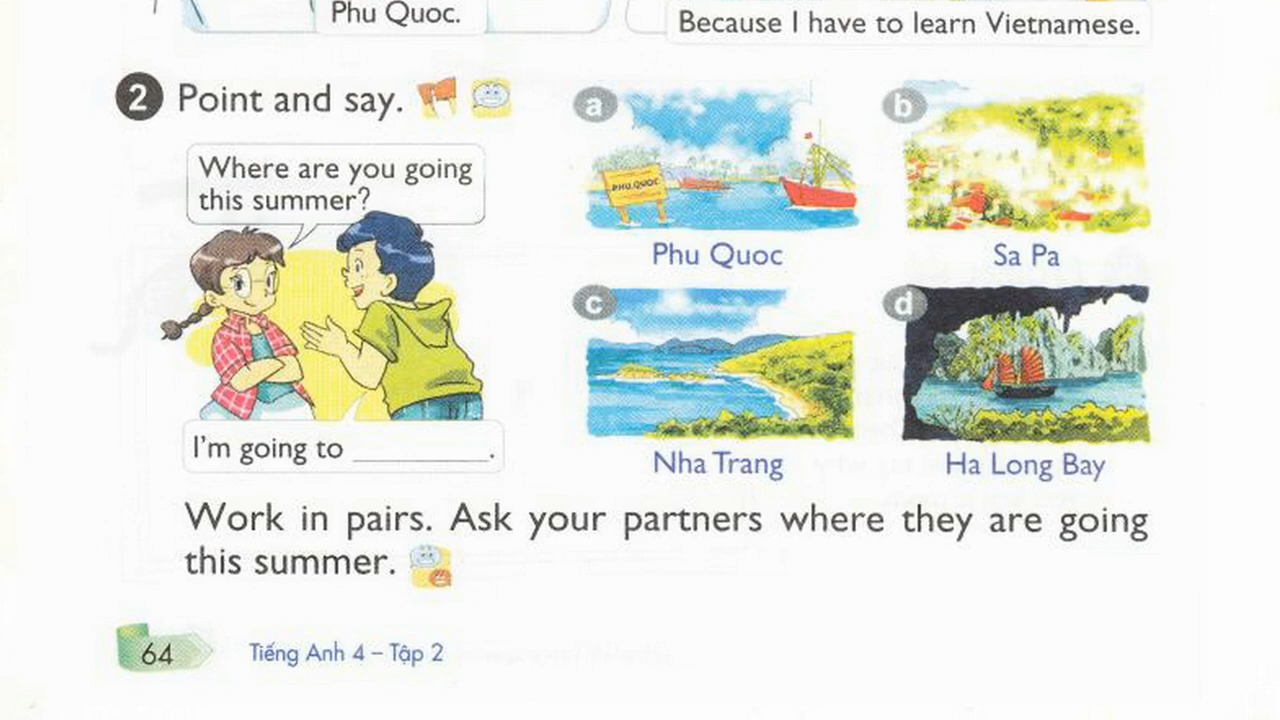 Phu Quoc.
Because I have to learn Vietnamese.
2 Point and say.
Where are you going
this summer?
I'm going to __________.
a
PHU QUOC
Phu Quoc
b
Sa Pa
c
Nha Trang
d
Ha Long Bay
Work in pairs. Ask your partners where they are going
this summer.
64
Tiếng Anh 4 – Tập 2